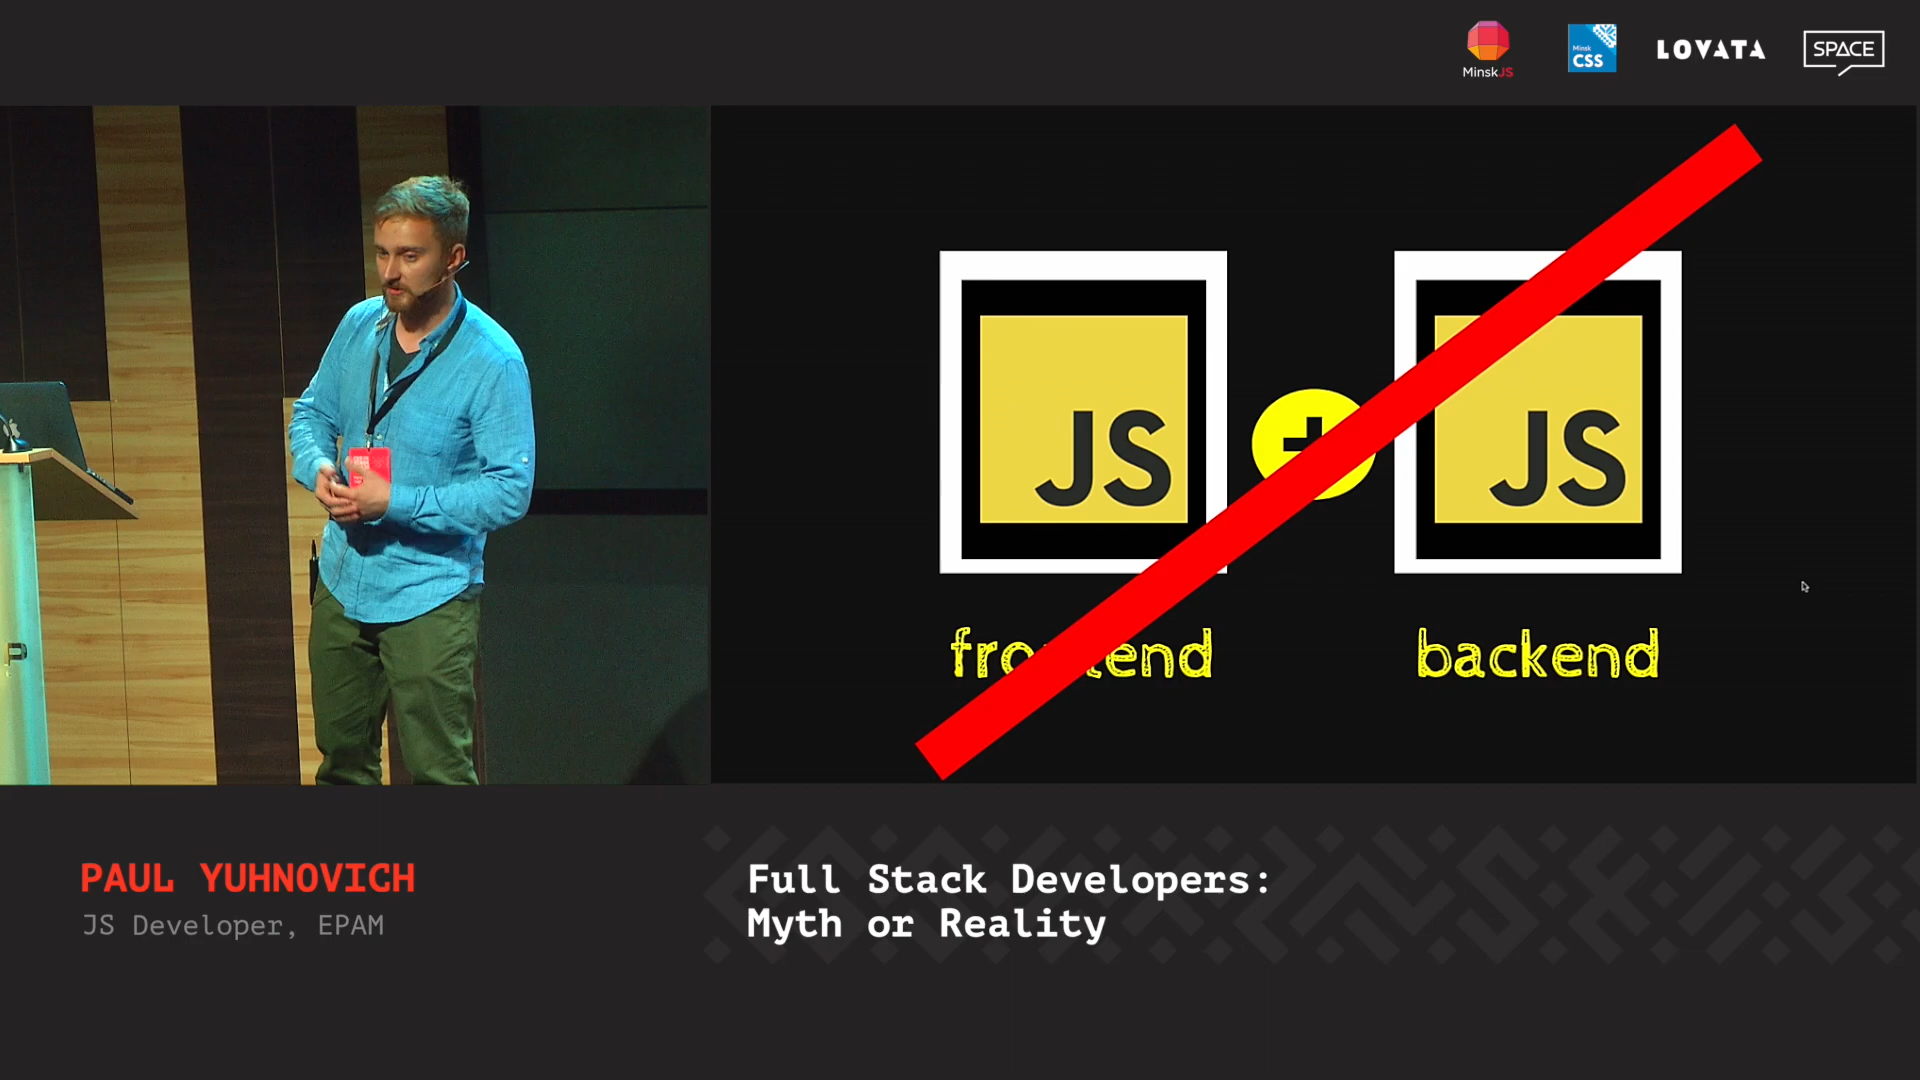 MinskJS
Minsk
CSS
LOVATA
SPACE
JS
+
JS
frontend
backend
PAUL YUHNOVICH
JS Developer, EPAM
Full Stack Developers:
Myth or Reality